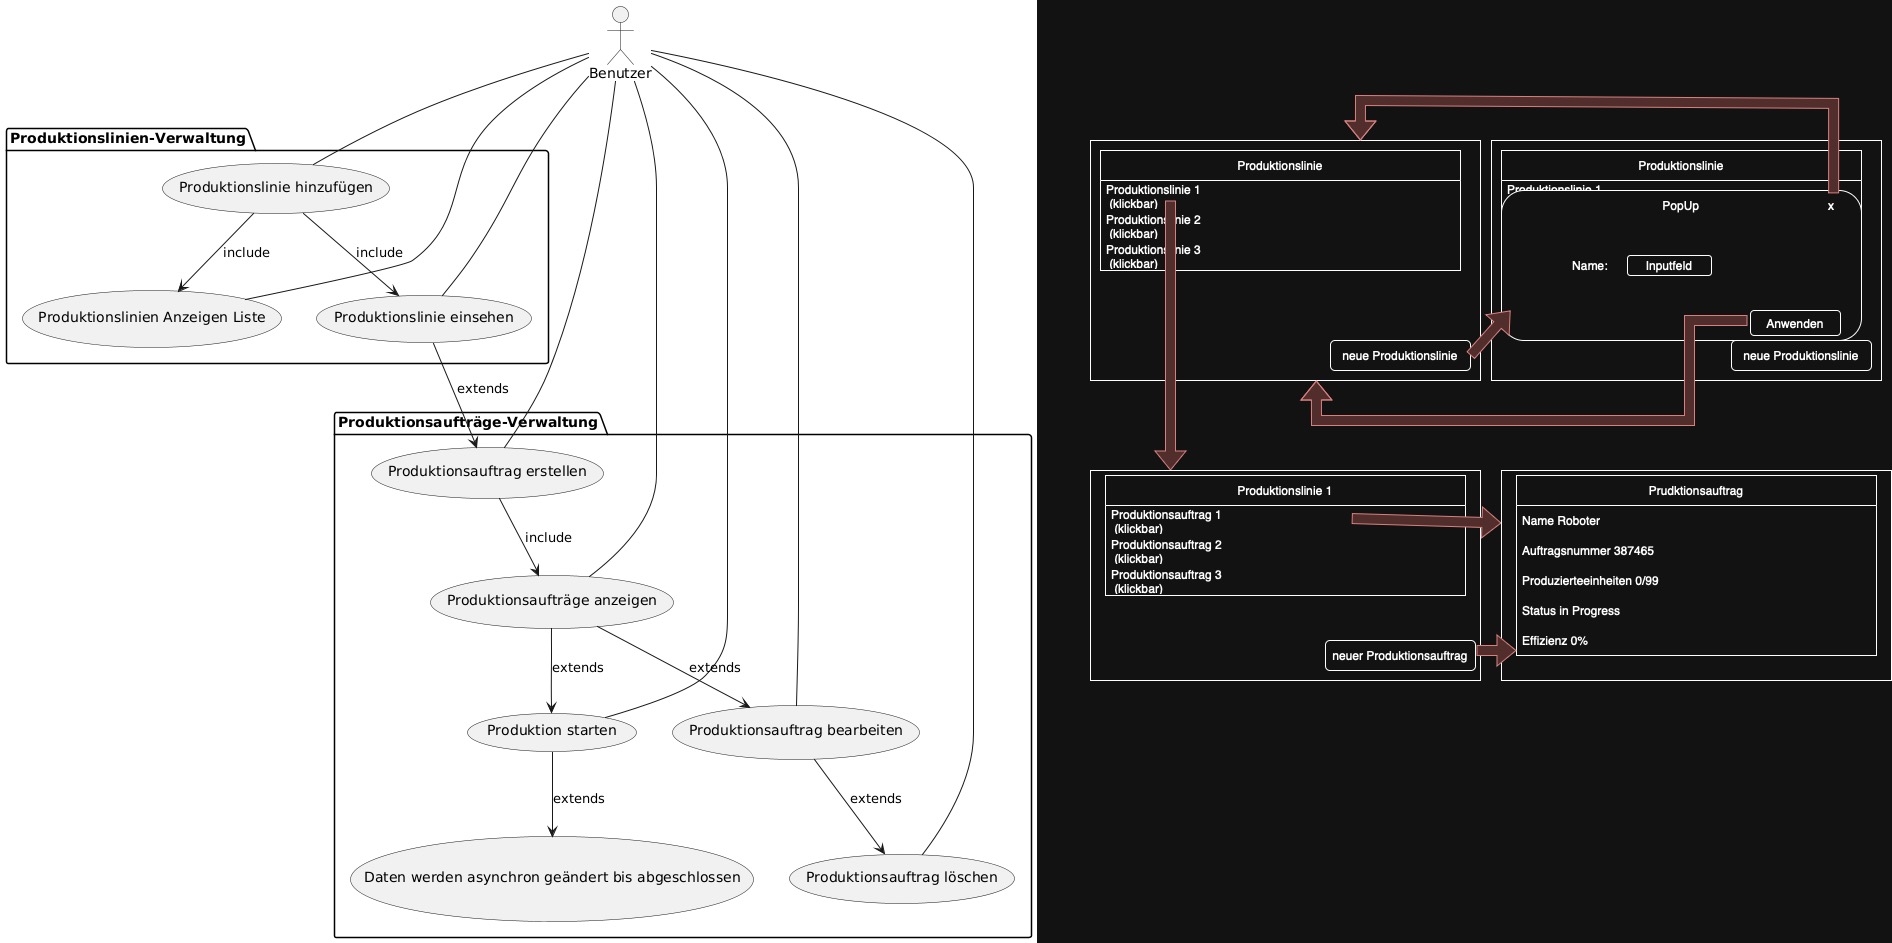 Benutzer
Produktionslinien-Verwaltung
Produktionslinie hinzufügen
include
include
Produktionslinien Anzeigen Liste
Produktionslinie einsehen
extends
Produktionsaufträge-Verwaltung
Produktionsauftrag erstellen
include
Produktionsaufträge anzeigen
extends
extends
Produktion starten
Produktionsauftrag bearbeiten
extends
extends
Daten werden asynchron geändert bis abgeschlossen
Produktionsauftrag löschen
Produktionslinie
Produktionslinie 1
(klickbar)
Produktionslinie 2
(klickbar)
Produktionslinie 3
(klickbar)
neue Produktionslinie
Produktionslinie
Produktionslinie 1
PopUp
x
Name:
Inputfeld
Anwenden
neue Produktionslinie
Produktionslinie 1
Produktionsauftrag 1
(klickbar)
Produktionsauftrag 2
(klickbar)
Produktionsauftrag 3
(klickbar)
neuer Produktionsauftrag
Prudktionsauftrag
Name Roboter
Auftragsnummer 387465
Produzierteeinheiten 0/99
Status in Progress
Effizienz 0%